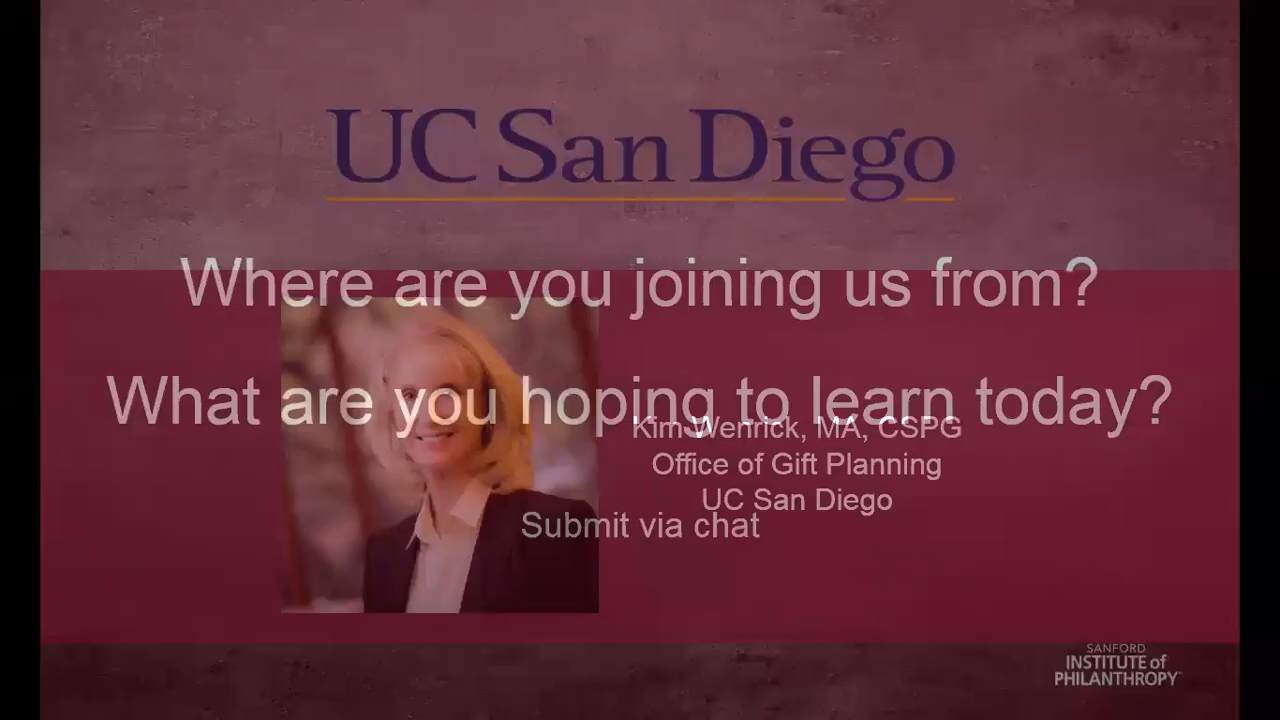 UC San Diego
Where are you joining us from?
What are you hoping to learn today?
Kim Wenrick, MA, CSPG
Office of Gift Planning
UC San Diego
Submit via chat
SANFORD
INSTITUTE of
PHILANTHROPY